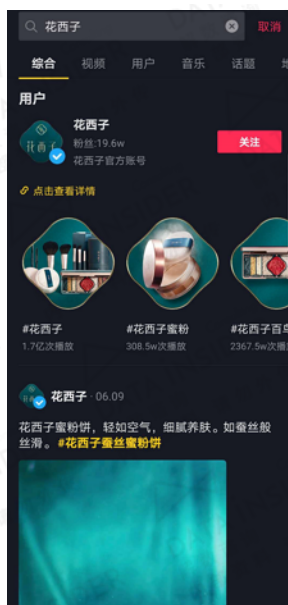 花西子
取消
综合 视频 用户 音乐 话题
用户
花西子
花西子
粉丝:19.6w
花西子官方账号
关注
点击查看详情
#花西子 #花西子蜜粉 #花西子百鸟
1.7亿次播放 308.5w次播放 2367.5w次播
花西子 · 06.09
花西子蜜粉饼，轻如空气，细腻养肤。如蚕丝般
丝滑。#花西子蚕丝蜜粉饼